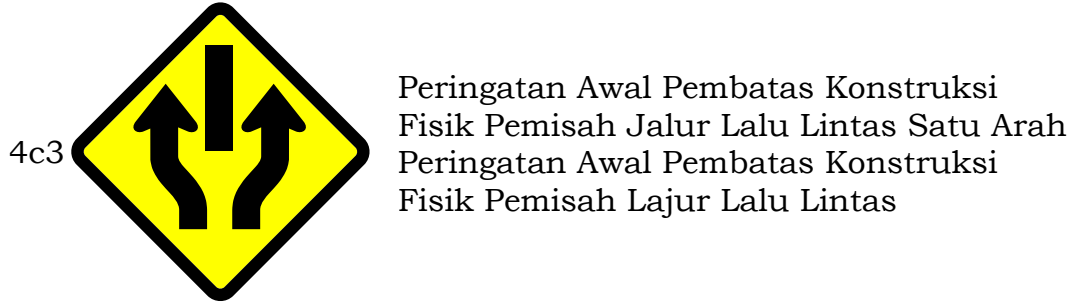 4c3
Peringatan Awal Pembatas Konstruksi
Fisik Pemisah Jalur Lalu Lintas Satu Arah
Peringatan Awal Pembatas Konstruksi
Fisik Pemisah Lajur Lalu Lintas